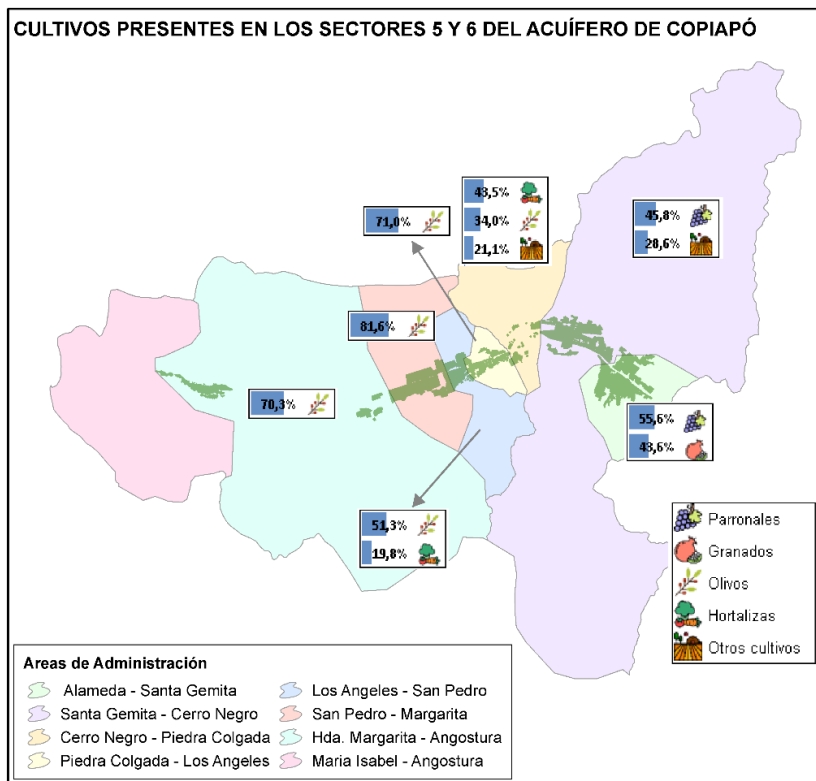 CULTIVOS PRESENTES EN LOS SECTORES 5 Y 6 DEL ACUÍFERO DE COPIAPÓ
43,5%
34,0%
21,1%
71,0%
45,8%
28,6%
81,6%
70,3%
55,6%
43,6%
51,3%
19,8%
Parronales
Granados
Olivos
Hortalizas
Otros cultivos
Areas de Administración
Alameda - Santa Gemita
Santa Gemita - Cerro Negro
Cerro Negro - Piedra Colgada
Piedra Colgada - Los Angeles
Los Angeles - San Pedro
San Pedro - Margarita
Hda. Margarita - Angostura
Maria Isabel - Angostura